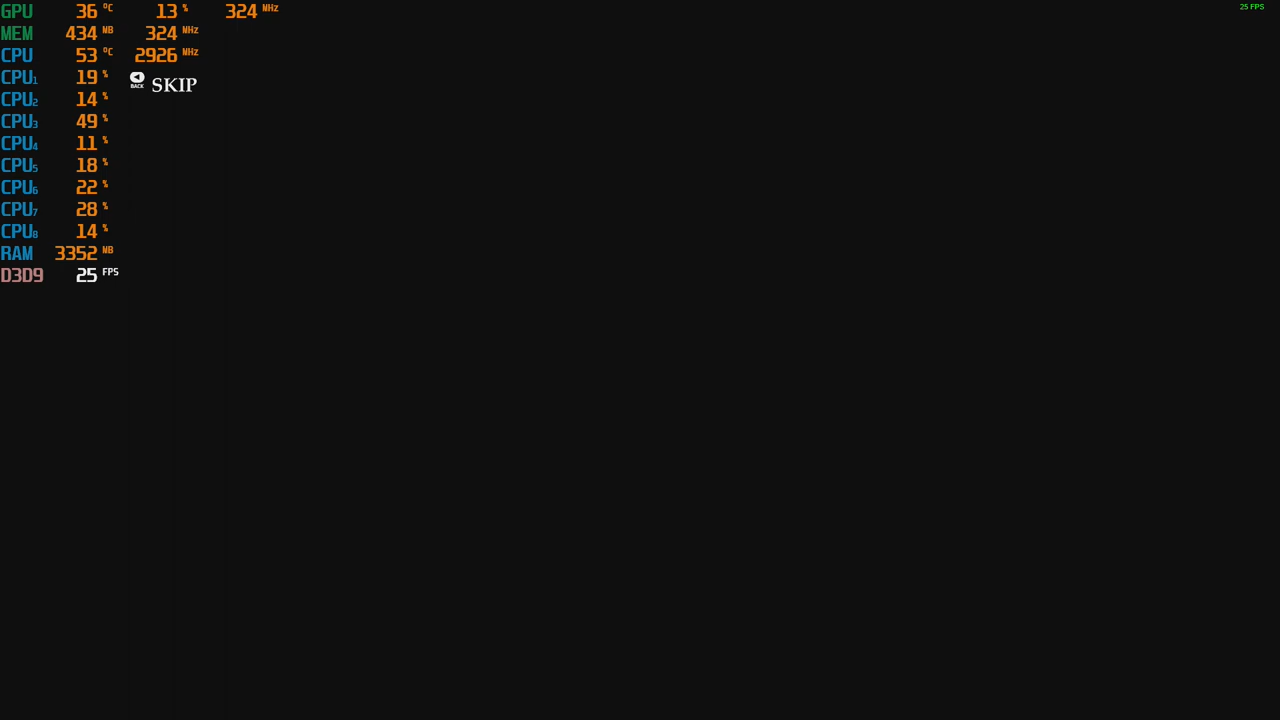 GPU 36 °C 13 % 324 MHz 25 FPS
MEM 434 MB 324 MHz
CPU 53 °C 2926 MHz
CPU1 19 %
BACK SKIP
CPU2 14 %
CPU3 49 %
CPU4 11 %
CPU5 18 %
CPU6 22 %
CPU7 28 %
CPU8 14 %
RAM 3352 MB
D3D9 25 FPS